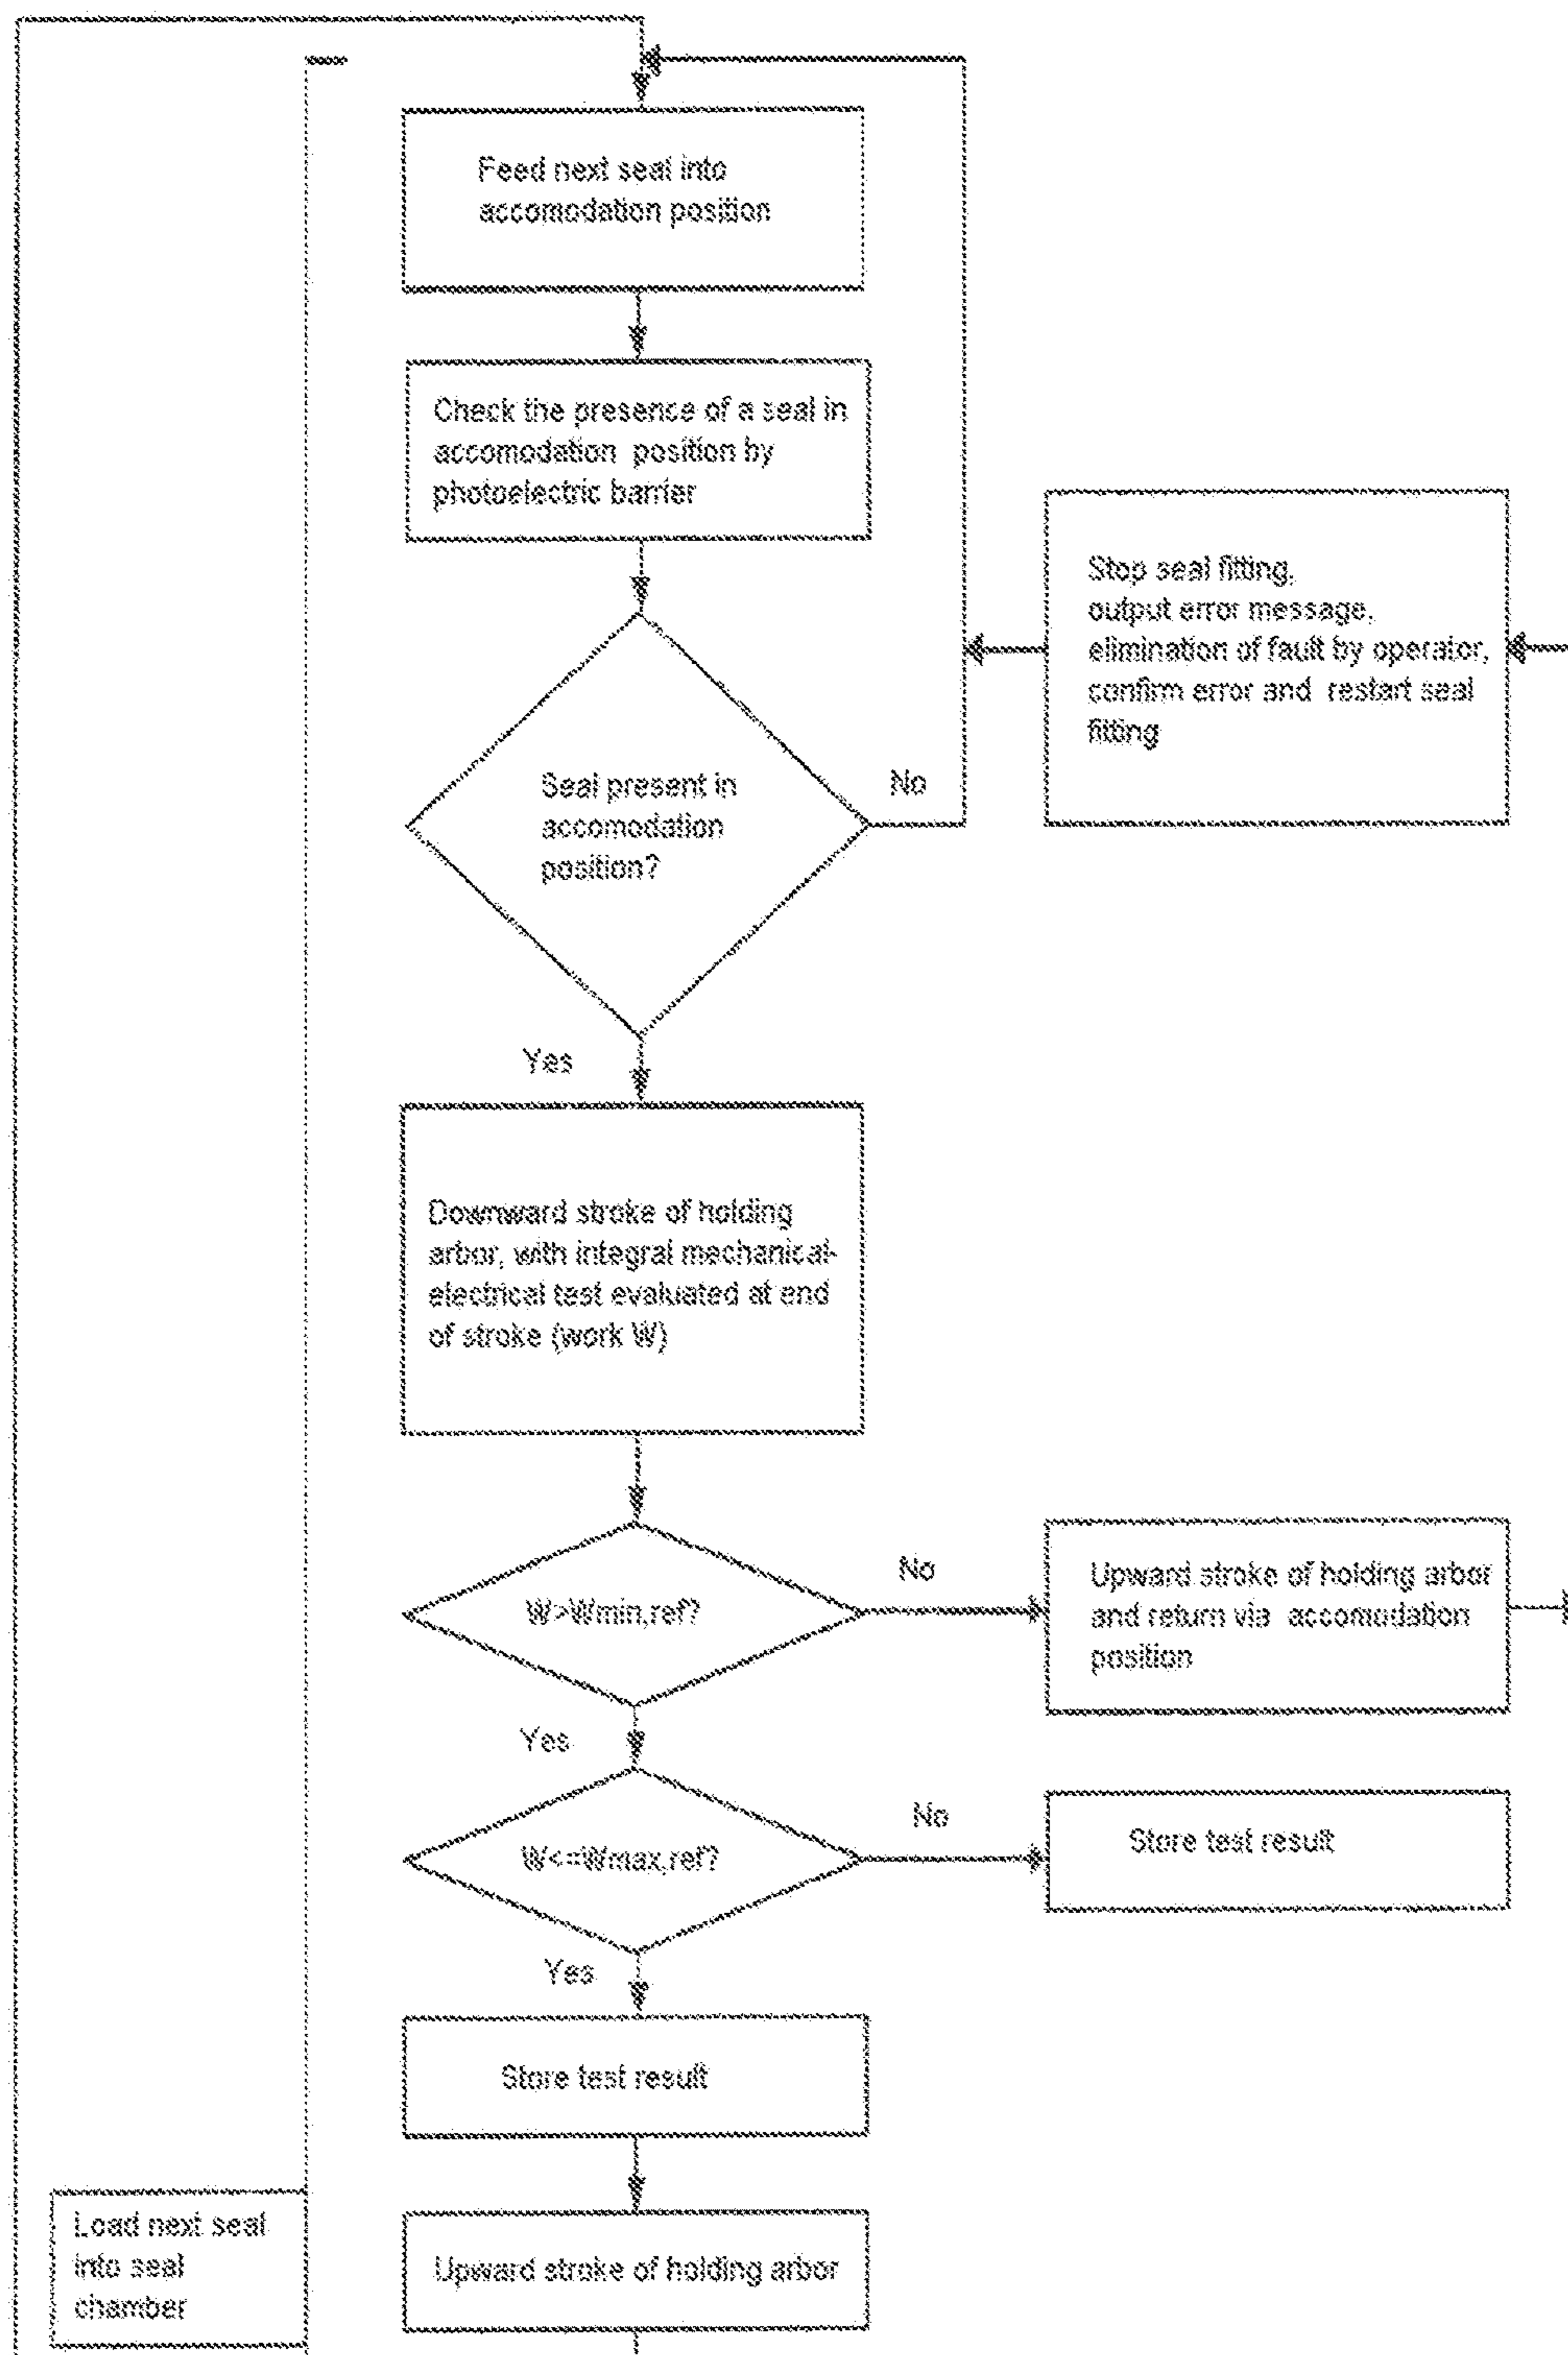 Feed next seal into
accomodation position
Check the presence of a seal in
accomodation position by
photoelectric barrier
Stop seal fitting,
output error message,
elimination of fault by operator,
confirm error and restart seal
fitting
No
Seal present in
accomodation
position?
Yes
Downward stroke of holding
arbor, with integral mechanical-
electrical test evaluated at end
of stroke (work W)
No
W>Wmin,ref?
Upward stroke of holding arbor
and return via accomodation
position
Yes
No
W<=Wmax,ref?
Store test result
Yes
Store test result
Load next seal
into seal
chamber
Upward stroke of holding arbor